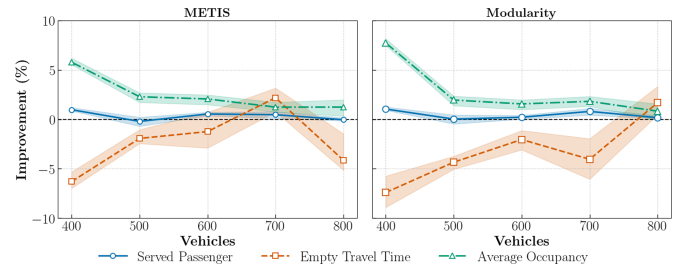 METIS
Modularity
Improvement (%)
10
5
0
−5
−10
400 500 600 700 800
400 500 600 700 800
Vehicles
Vehicles
Served Passenger Empty Travel Time Average Occupancy